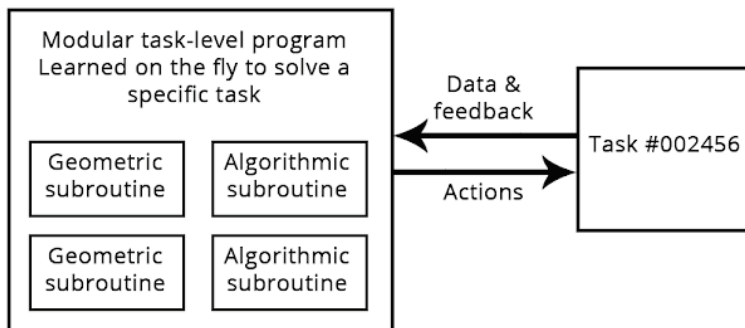 Modular task-level program
Learned on the fly to solve a
specific task
Geometric
subroutine
Algorithmic
subroutine
Geometric
subroutine
Algorithmic
subroutine
Data &
feedback
Actions
Task #002456